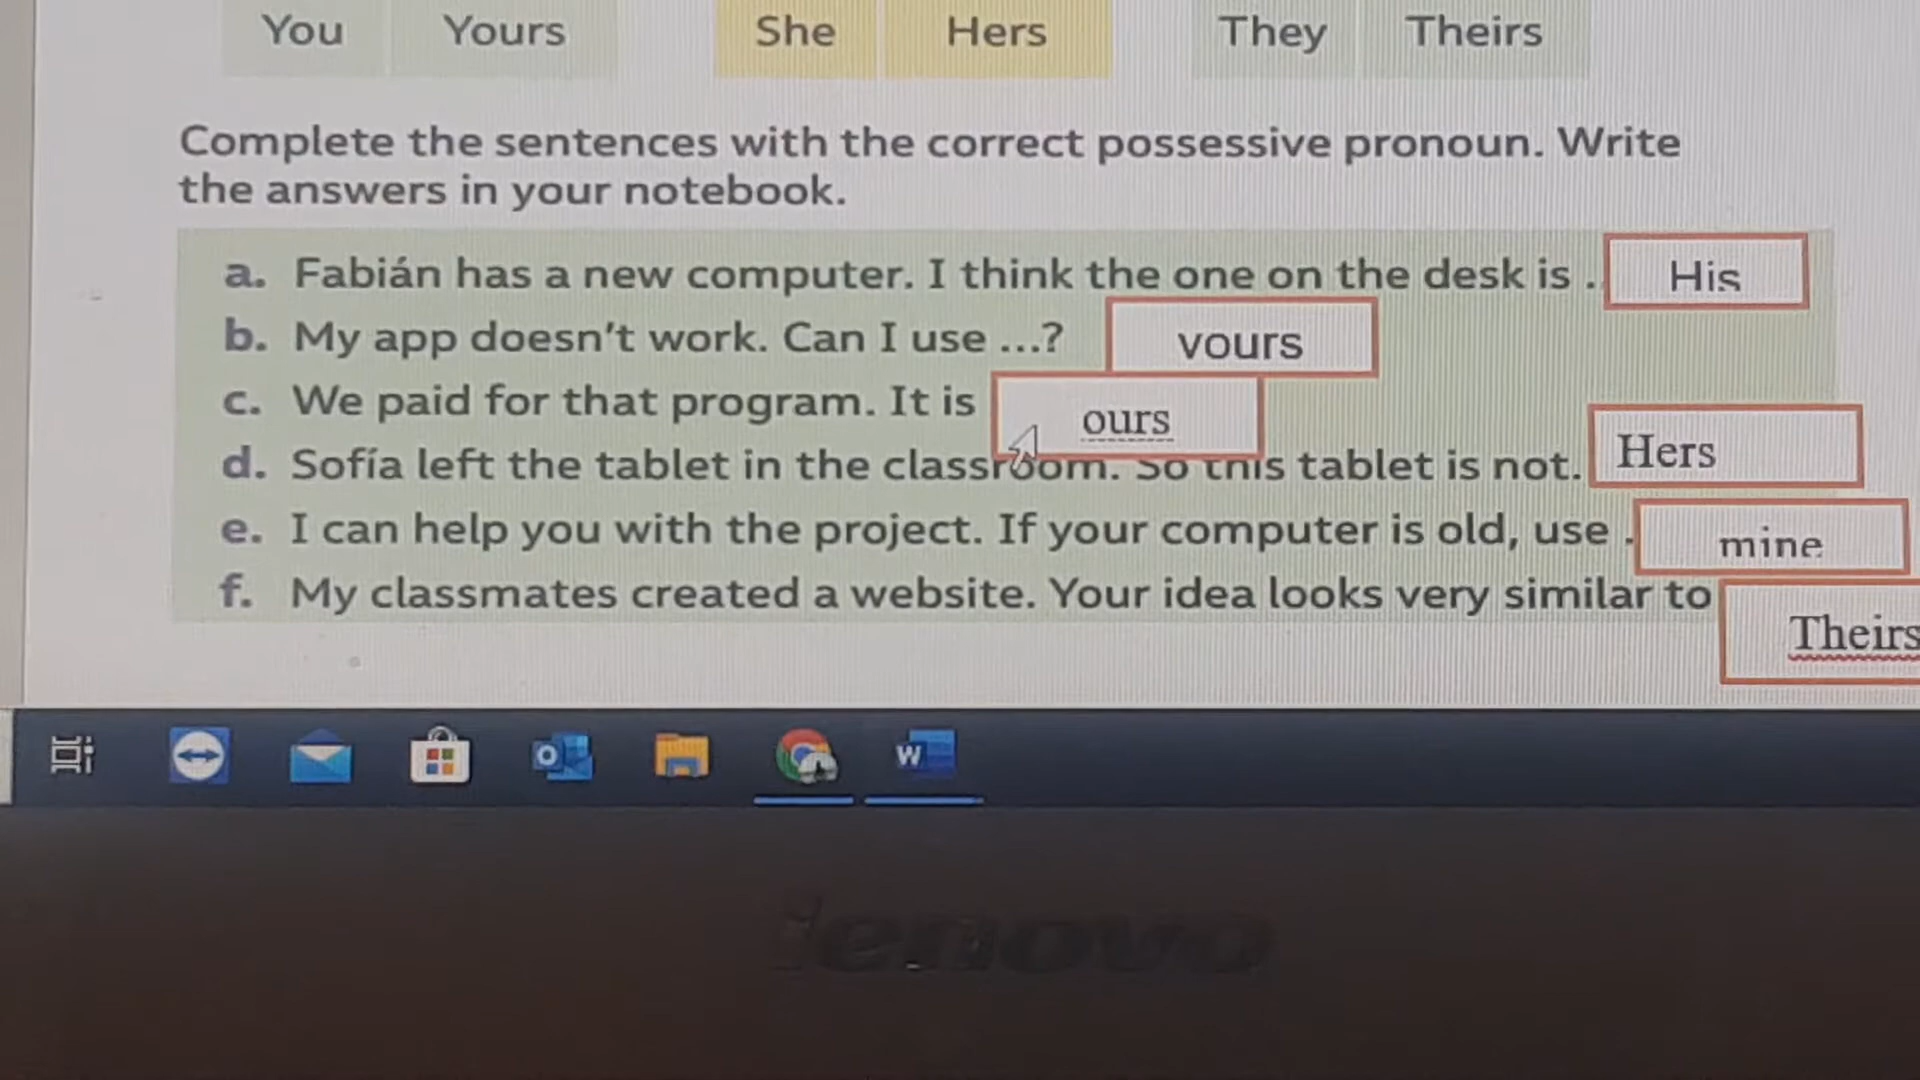 You Yours She Hers They Theirs
Complete the sentences with the correct possessive pronoun. Write
the answers in your notebook.
a. Fabián has a new computer. I think the one on the desk is . His
b. My app doesn't work. Can I use ...? vours
c. We paid for that program. It is ours
d. Sofía left the tablet in the classroom. So this tablet is not. Hers
e. I can help you with the project. If your computer is old, use . mine
f. My classmates created a website. Your idea looks very similar to Theirs
lenovo